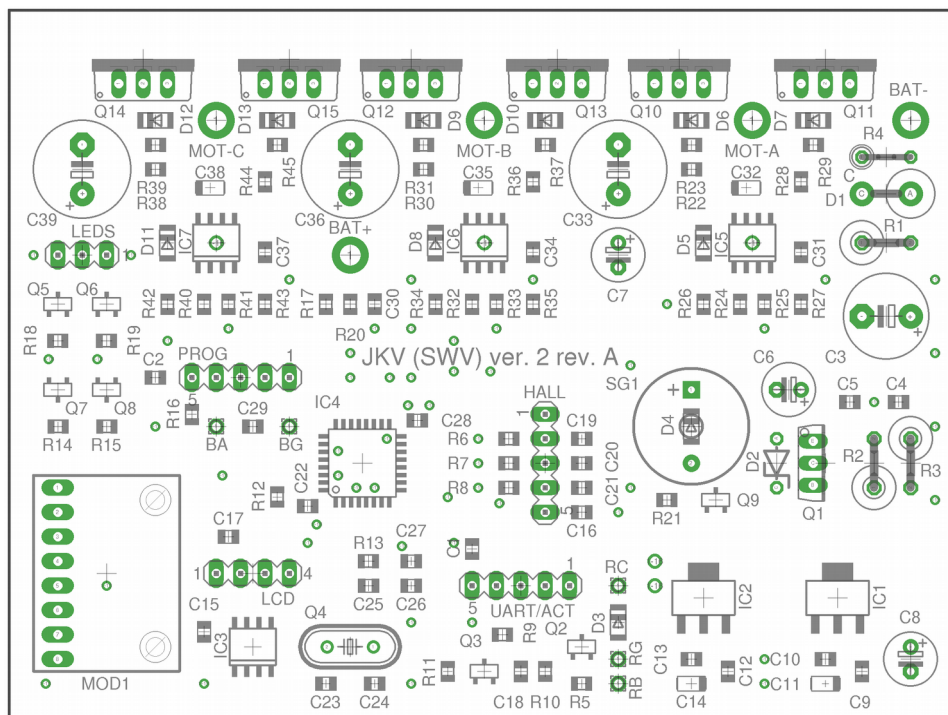 Q14
D12
D13
Q15
Q12
D9
D10
Q13
Q10
D6
D7
Q11
BAT-
MOT-C
MOT-B
MOT-A
R4
R39
R38
C38
R44
R45
R31
R30
C35
R36
R37
R23
R22
C32
R28
R29
C
D1
C
A
R1
C39
LEDS
1
D11
IC7
C37
C36
BAT+
D8
IC6
C34
C33
C7
D5
IC5
C31
Q5
Q6
R42
R40
R41
R43
R17
R20
C30
R34
R32
R33
R35
R26
R24
R25
R27
R18
R19
JKV (SWV) ver. 2 rev. A
C2
PROG
1
5
IC4
HALL
1
SG1
C6
C3
C5
C4
Q7
Q8
R16
C29
BA
BG
C28
R6
C19
D4
R14
R15
R7
C20
D2
R2
R3
R12
C22
R8
C21
5
C16
R21
Q9
Q1
C17
R13
C27
C1
1
RC
1
4
LCD
C25
C26
5
UART/ACT
IC2
IC1
C15
IC3
Q4
Q3
R9
Q2
D3
RG
C8
MOD1
C23
C24
R11
C18
R10
R5
RB
C13
C14
C12
C10
C11
C9